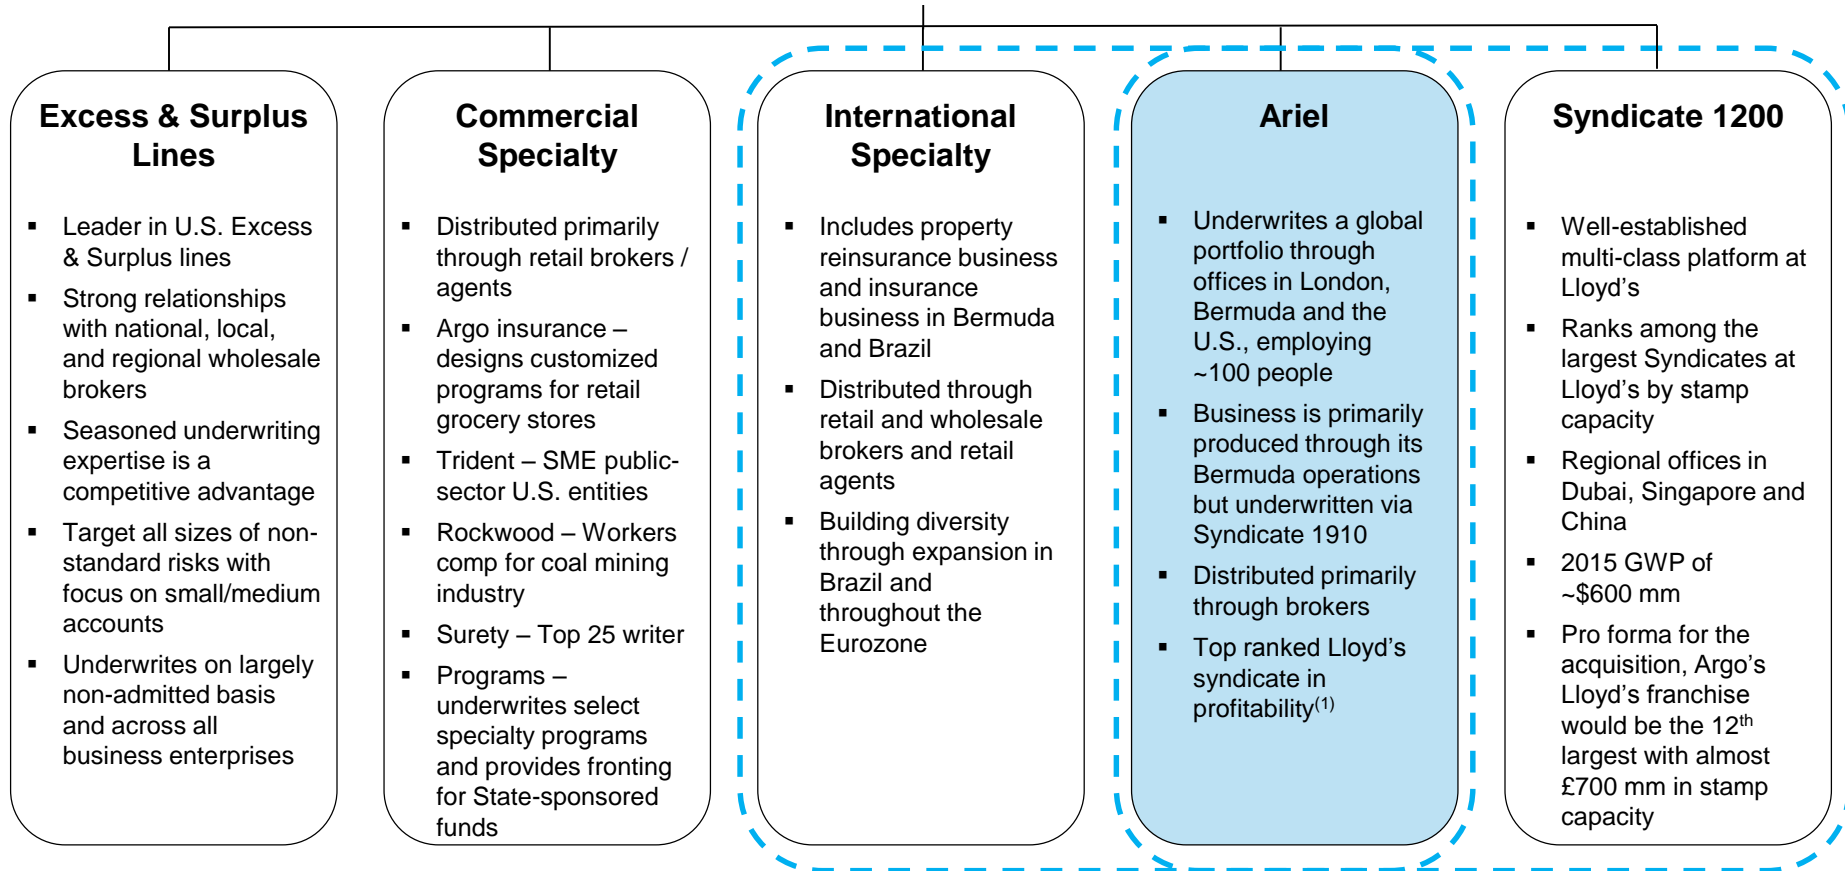 Excess & Surplus
Lines
▪ Leader in U.S. Excess
& Surplus lines
▪ Strong relationships
with national, local,
and regional wholesale
brokers
▪ Seasoned underwriting
expertise is a
competitive advantage
▪ Target all sizes of non-
standard risks with
focus on small/medium
accounts
▪ Underwrites on largely
non-admitted basis
and across all
business enterprises
Commercial
Specialty
▪ Distributed primarily
through retail brokers /
agents
▪ Argo insurance –
designs customized
programs for retail
grocery stores
▪ Trident – SME public-
sector U.S. entities
▪ Rockwood – Workers
comp for coal mining
industry
▪ Surety – Top 25 writer
▪ Programs –
underwrites select
specialty programs
and provides fronting
for State-sponsored
funds
International
Specialty
▪ Includes property
reinsurance business
and insurance
business in Bermuda
and Brazil
▪ Distributed through
retail and wholesale
brokers and retail
agents
▪ Building diversity
through expansion in
Brazil and
throughout the
Eurozone
Ariel
▪ Underwrites a global
portfolio through
offices in London,
Bermuda and the
U.S., employing
~100 people
▪ Business is primarily
produced through its
Bermuda operations
but underwritten via
Syndicate 1910
▪ Distributed primarily
through brokers
▪ Top ranked Lloyd’s
syndicate in
profitability(1)
Syndicate 1200
▪ Well-established
multi-class platform at
Lloyd’s
▪ Ranks among the
largest Syndicates at
Lloyd’s by stamp
capacity
▪ Regional offices in
Dubai, Singapore and
China
▪ 2015 GWP of
~$600 mm
▪ Pro forma for the
acquisition, Argo’s
Lloyd’s franchise
would be the 12th
largest with almost
£700 mm in stamp
capacity